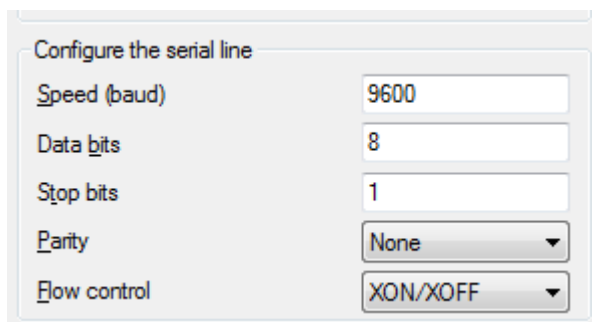 Configure the serial line
Speed (baud) 9600
Data bits 8
Stop bits 1
Parity None
Flow control XON/XOFF